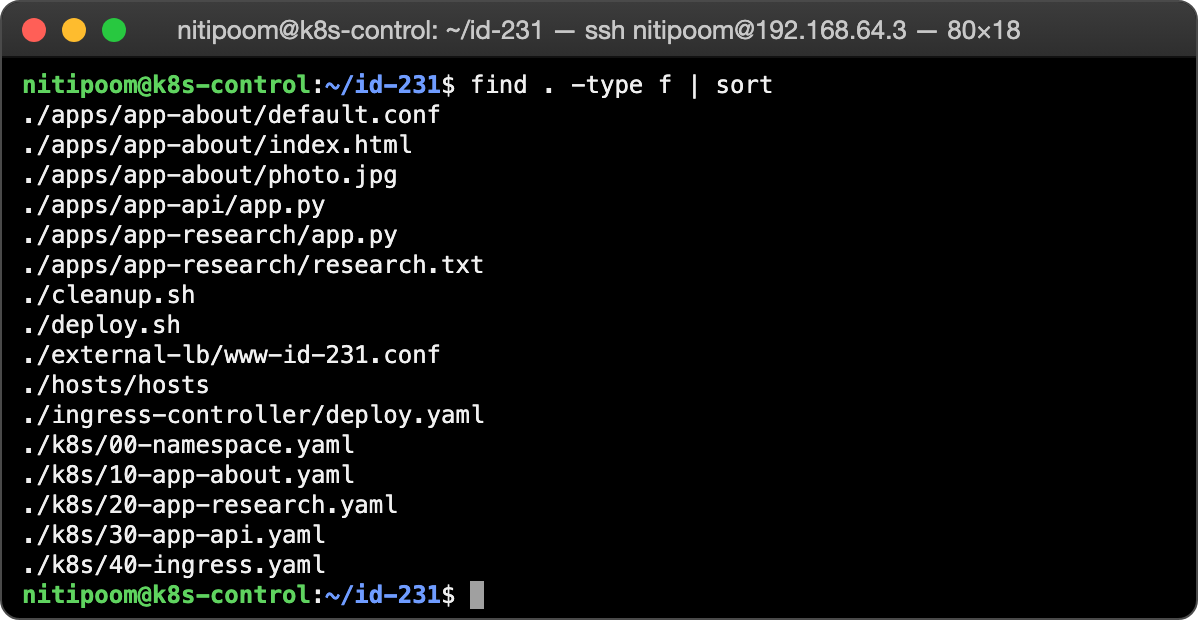 nitipoom@k8s-control: ~/id-231 — ssh nitipoom@192.168.64.3 — 80×18
nitipoom@k8s-control:~/id-231$ find . -type f | sort
./apps/app-about/default.conf
./apps/app-about/index.html
./apps/app-about/photo.jpg
./apps/app-api/app.py
./apps/app-research/app.py
./apps/app-research/research.txt
./cleanup.sh
./deploy.sh
./external-lb/www-id-231.conf
./hosts/hosts
./ingress-controller/deploy.yaml
./k8s/00-namespace.yaml
./k8s/10-app-about.yaml
./k8s/20-app-research.yaml
./k8s/30-app-api.yaml
./k8s/40-ingress.yaml
nitipoom@k8s-control:~/id-231$